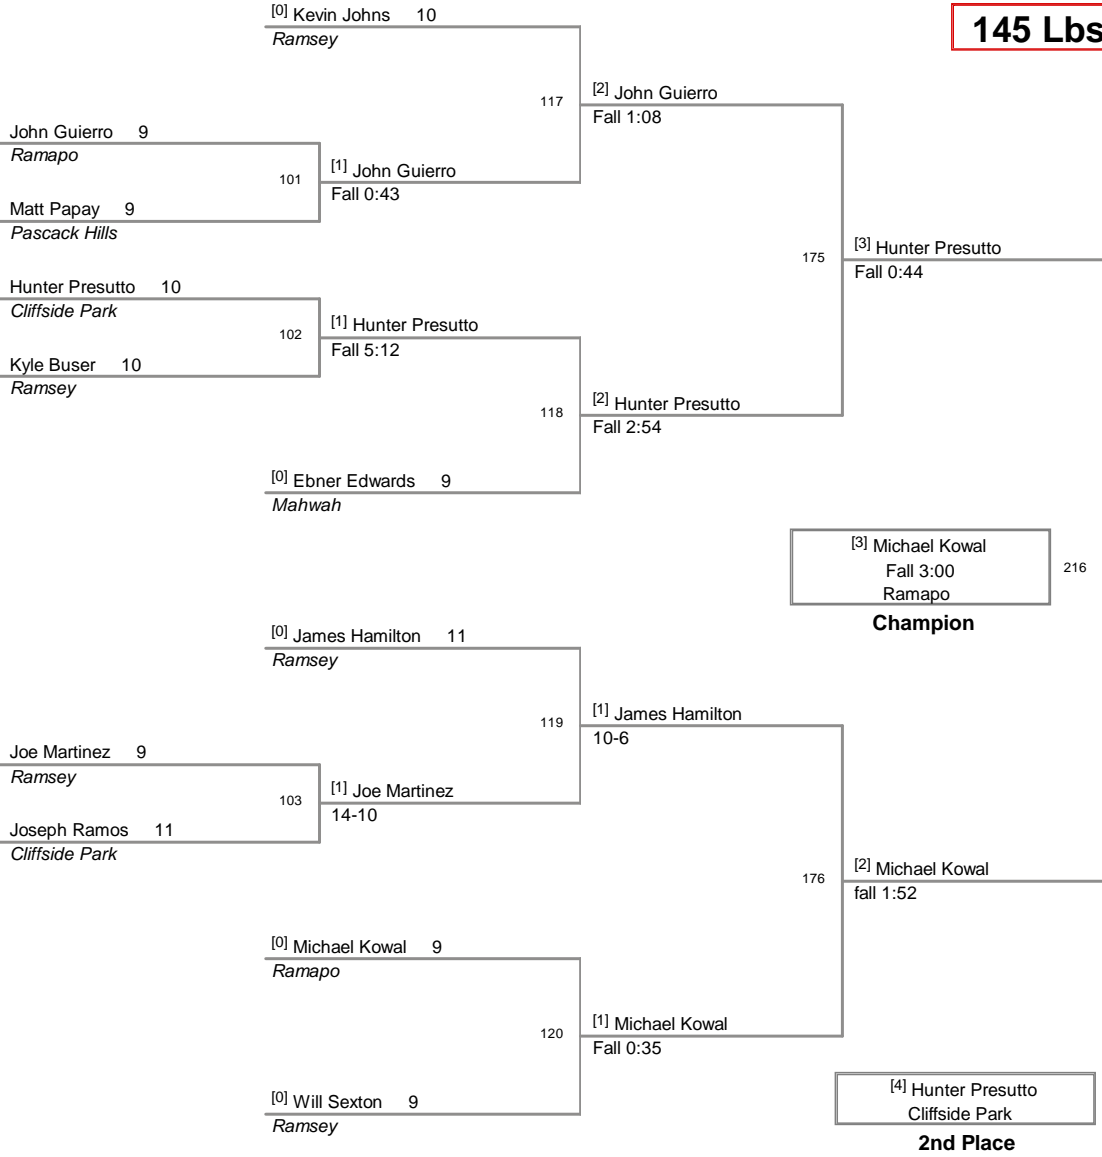 [0] Kevin Johns 10
Ramsey
145 Lbs
117
[2] John Guierro
Fall 1:08
John Guierro 9
Ramapo
101
[1] John Guierro
Fall 0:43
Matt Papay 9
Pascack Hills
175
[3] Hunter Presutto
Fall 0:44
Hunter Presutto 10
Cliffside Park
102
[1] Hunter Presutto
Fall 5:12
Kyle Buser 10
Ramsey
118
[2] Hunter Presutto
Fall 2:54
[0] Ebner Edwards 9
Mahwah
[3] Michael Kowal
Fall 3:00
Ramapo
216
Champion
[0] James Hamilton 11
Ramsey
119
[1] James Hamilton
10-6
Joe Martinez 9
Ramsey
103
[1] Joe Martinez
14-10
Joseph Ramos 11
Cliffside Park
176
[2] Michael Kowal
fall 1:52
[0] Michael Kowal 9
Ramapo
120
[1] Michael Kowal
Fall 0:35
[0] Will Sexton 9
Ramsey
[4] Hunter Presutto
Cliffside Park
2nd Place